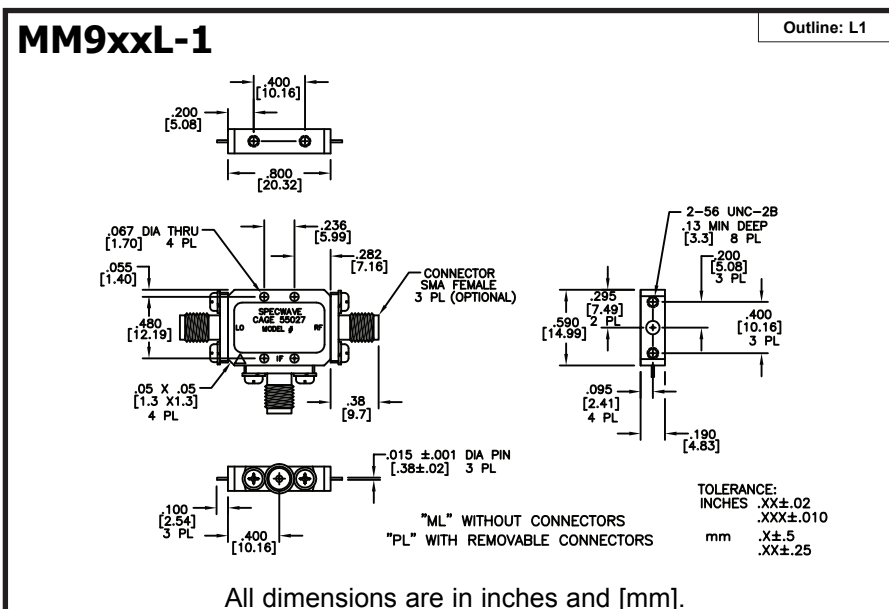 MM9xxL-1
Outline: L1
.400
[10.16]
.200
[5.08]
.800
[20.32]
.067 DIA THRU
[1.70] 4 PL
.236
[5.99]
.282
[7.16]
.055
[1.40]
CONNECTOR
SMA FEMALE
3 PL (OPTIONAL)
.480
[12.19]
SPECWAVE
CAGE 55027
MODEL #
LO
RF
IF
.05 X .05
[1.3 X1.3]
4 PL
.38
[9.7]
2-56 UNC-2B
.13 MIN DEEP
[3.3] 8 PL
.200
[5.08]
3 PL
.295
[7.49]
2 PL
.590
[14.99]
.400
[10.16]
3 PL
.095
[2.41]
4 PL
.190
[4.83]
.015 ±.001 DIA PIN
[.38±.02] 3 PL
.100
[2.54]
3 PL
.400
[10.16]
"ML" WITHOUT CONNECTORS
"PL" WITH REMOVABLE CONNECTORS
TOLERANCE:
INCHES .XX±.02
.XXX±.010
mm .X±.5
.XX±.25
All dimensions are in inches and [mm].